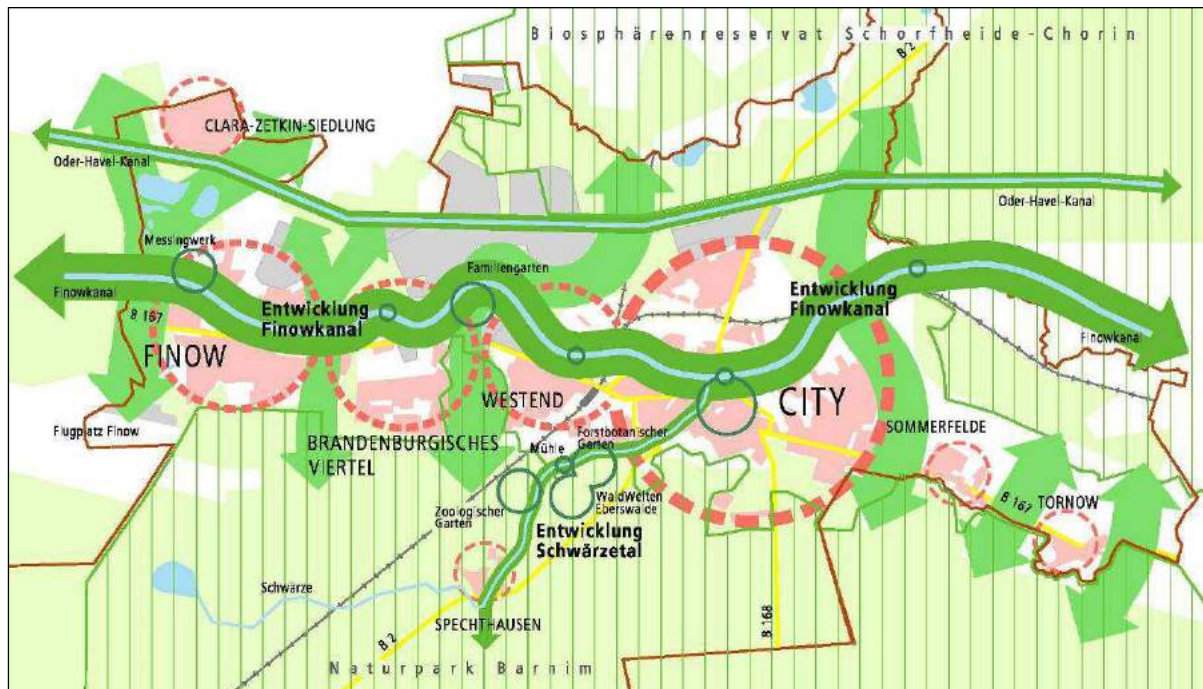 Biosphärenreservat Schorfheide-Chorin
B 2
CLARA-ZETKIN-SIEDLUNG
Oder-Havel-Kanal
Oder-Havel-Kanal
Messingwerk
Familiengarten
Finowkanal
Entwicklung
Finowkanal
Entwicklung
Finowkanal
B 167
Finowkanal
FINOW
WESTEND
CITY
Flugplatz Finow
BRANDENBURGISCHES
VIERTEL
Mühle
Forstbotanischer
Garten
SOMMERFELDE
Zoologischer
Garten
WaldWelten
Eberswalde
B 167
TORNOW
Entwicklung
Schwärzetal
Schwärze
SPECHTHAUSEN
B 2
B 168
Naturpark Barnim